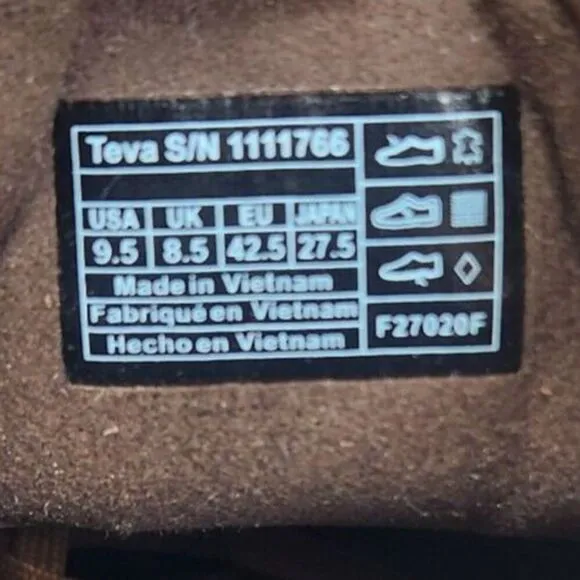 Teva S/N 1111766
USA UK EU JAPAN
9.5 8.5 42.5 27.5
Made in Vietnam
Fabriqué en Vietnam
Hecho en Vietnam
F27020F